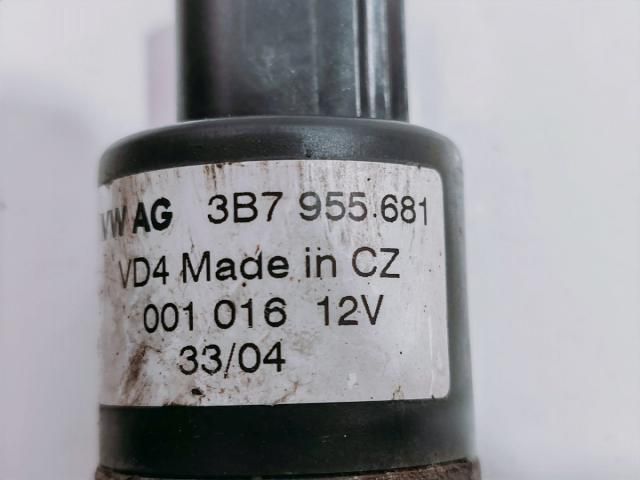 VW AG 3B7 955.681
VD4 Made in CZ
001 016 12V
33/04